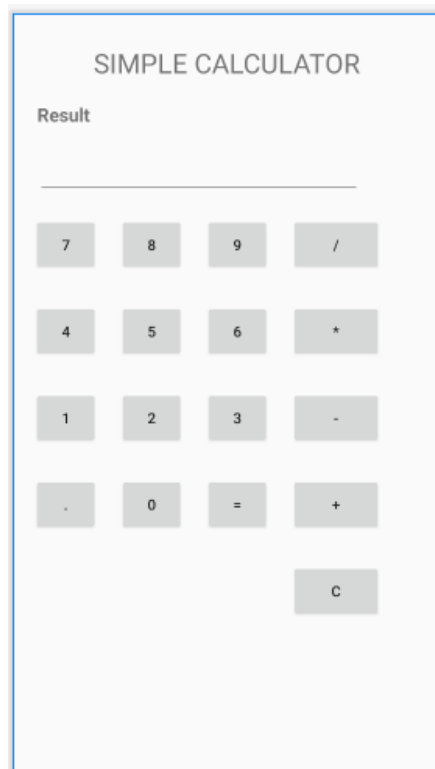 SIMPLE CALCULATOR
Result
7 8 9 /
4 5 6 *
1 2 3 -
. 0 = +
C